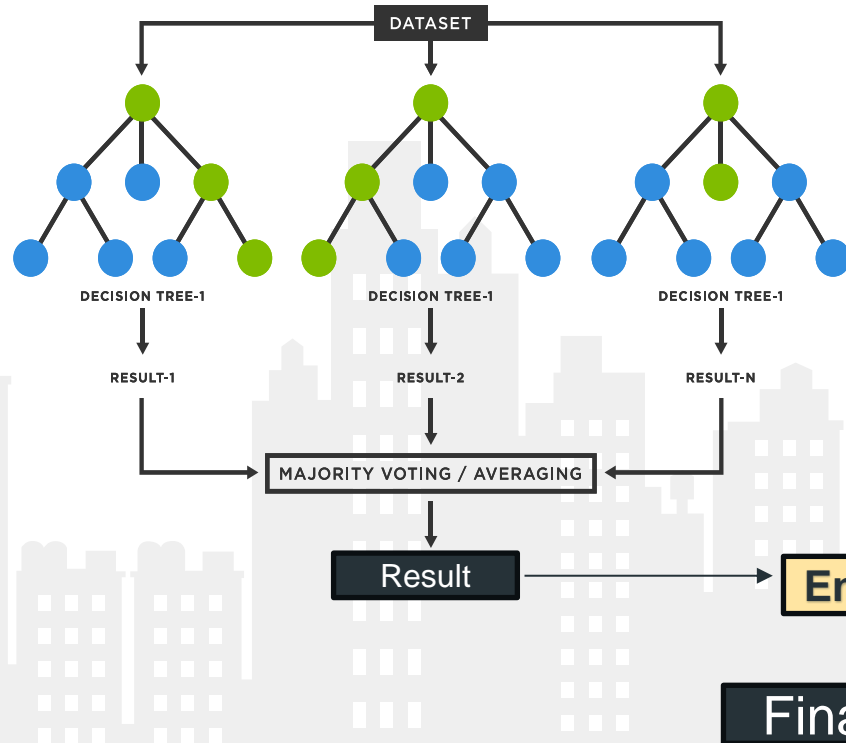 DATASET
DECISION TREE-1
DECISION TREE-1
DECISION TREE-1
RESULT-1
RESULT-2
RESULT-N
MAJORITY VOTING / AVERAGING
Result